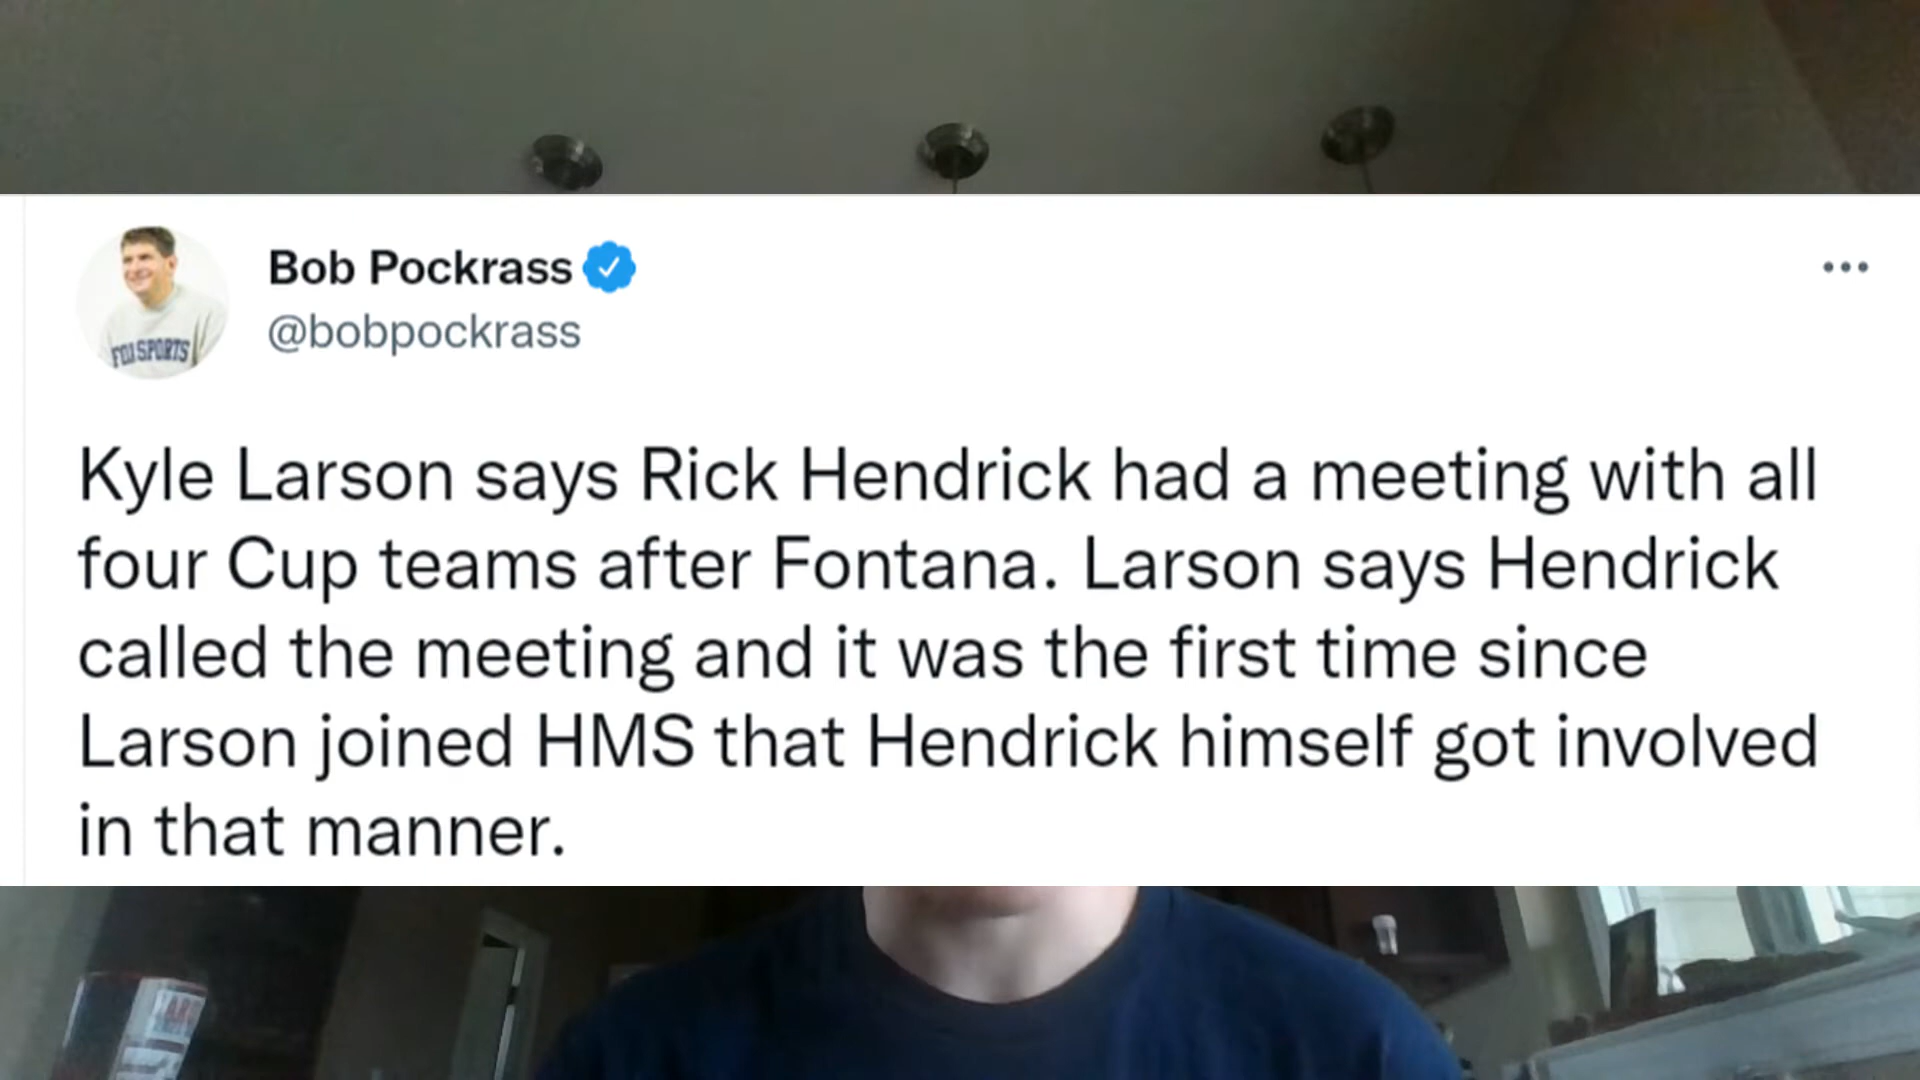 Bob Pockrass
@bobpockrass
FOX SPORTS
Kyle Larson says Rick Hendrick had a meeting with all
four Cup teams after Fontana. Larson says Hendrick
called the meeting and it was the first time since
Larson joined HMS that Hendrick himself got involved
in that manner.